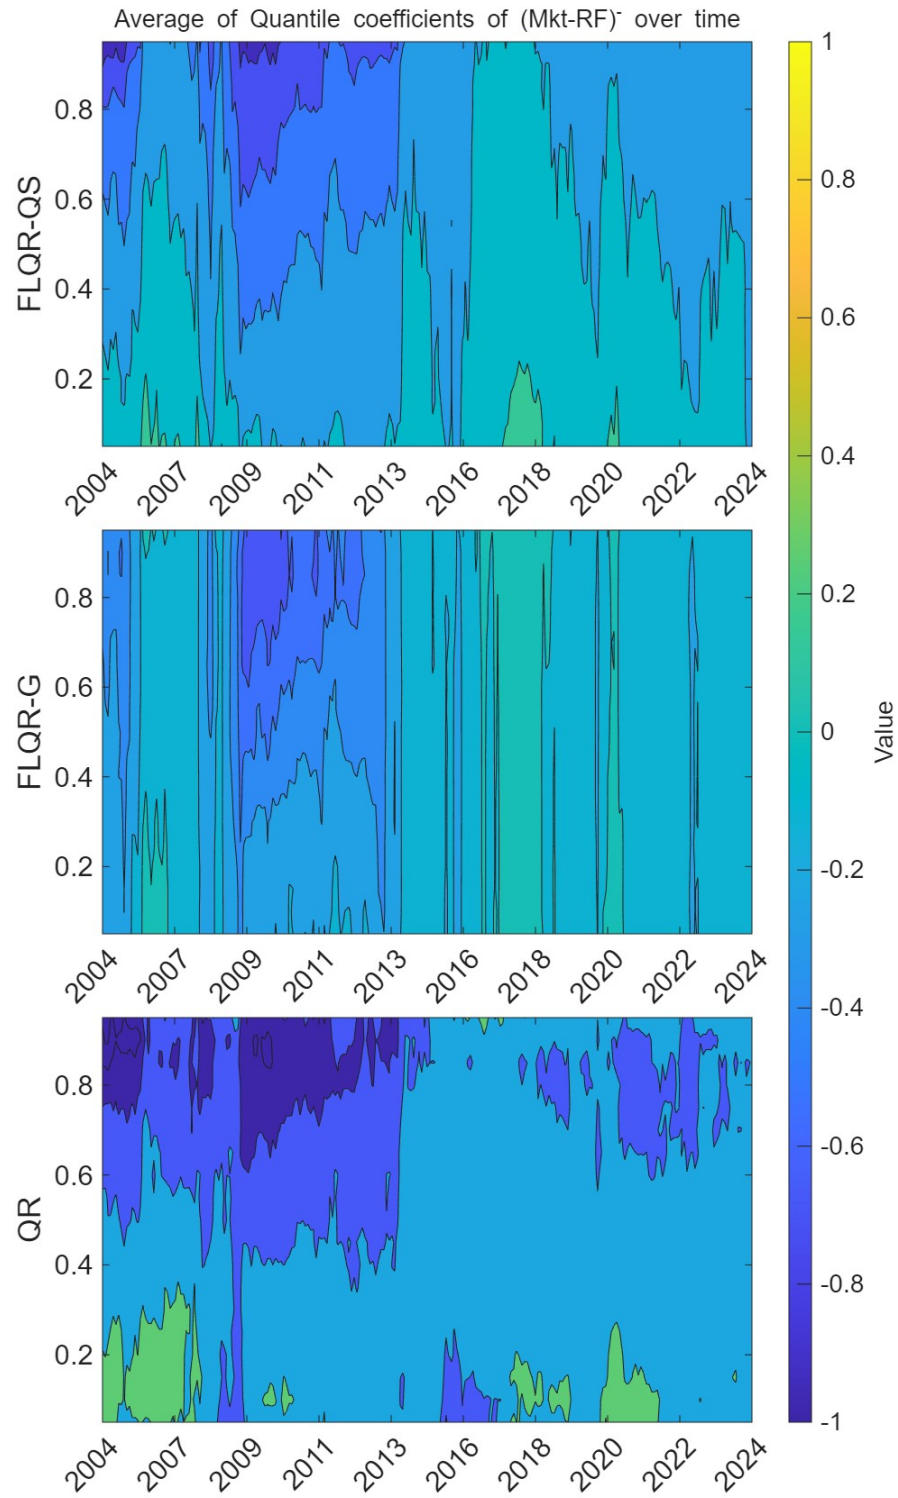 Average of Quantile coefficients of (Mkt-RF)⁻ over time
FLQR-QS
0.8
0.6
0.4
0.2
2004 2007 2009 2011 2013 2016 2018 2020 2022 2024
FLQR-G
0.8
0.6
0.4
0.2
2004 2007 2009 2011 2013 2016 2018 2020 2022 2024
QR
0.8
0.6
0.4
0.2
2004 2007 2009 2011 2013 2016 2018 2020 2022 2024
1
0.8
0.6
0.4
0.2
0
-0.2
-0.4
-0.6
-0.8
-1
Value